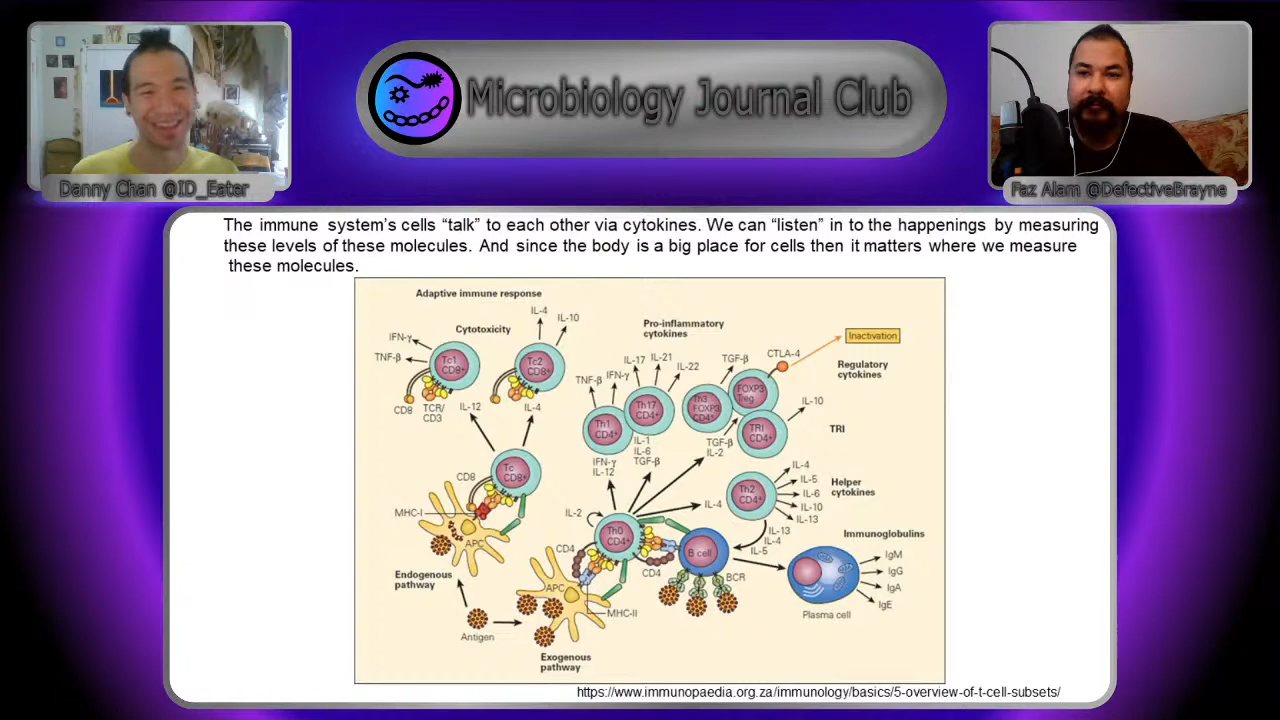 Microbiology Journal Club
Danny Chan @ID_Eater
Faz Alam @DefectiveBrayne
The immune system's cells “talk” to each other via cytokines. We can “listen” in to the happenings by measuring
these levels of these molecules. And since the body is a big place for cells then it matters where we measure
these molecules.
Adaptive immune response
Cytotoxicity
IL-4
IL-10
IFN-γ
TNF-β
Tc1
CD8+
Tc2
CD8+
CD8
TCR/
CD3
IL-12
IL-4
Pro-inflammatory
cytokines
IL-17
IL-21
IL-22
TNF-β
IFN-γ
Th1
CD4+
Th17
CD4+
IFN-γ
IL-12
IL-1
IL-6
TGF-β
TGF-β
CTLA-4
Inactivation
Regulatory
cytokines
Th3
FOXP3
CD4+
FOXP3
Treg
TRI
CD4+
IL-10
TRI
TGF-β
IL-2
CD8
Tc
CD8+
MHC-I
APC
Endogenous
pathway
Antigen
IL-2
Th0
CD4+
CD4
APC
MHC-II
Exogenous
pathway
IL-4
Th2
CD4+
IL-4
IL-5
IL-6
IL-10
IL-13
Helper
cytokines
IL-13
IL-4
IL-5
CD4
B cell
BCR
Immunoglobulins
IgM
IgG
IgA
IgE
Plasma cell
https://www.immunopaedia.org.za/immunology/basics/5-overview-of-t-cell-subsets/